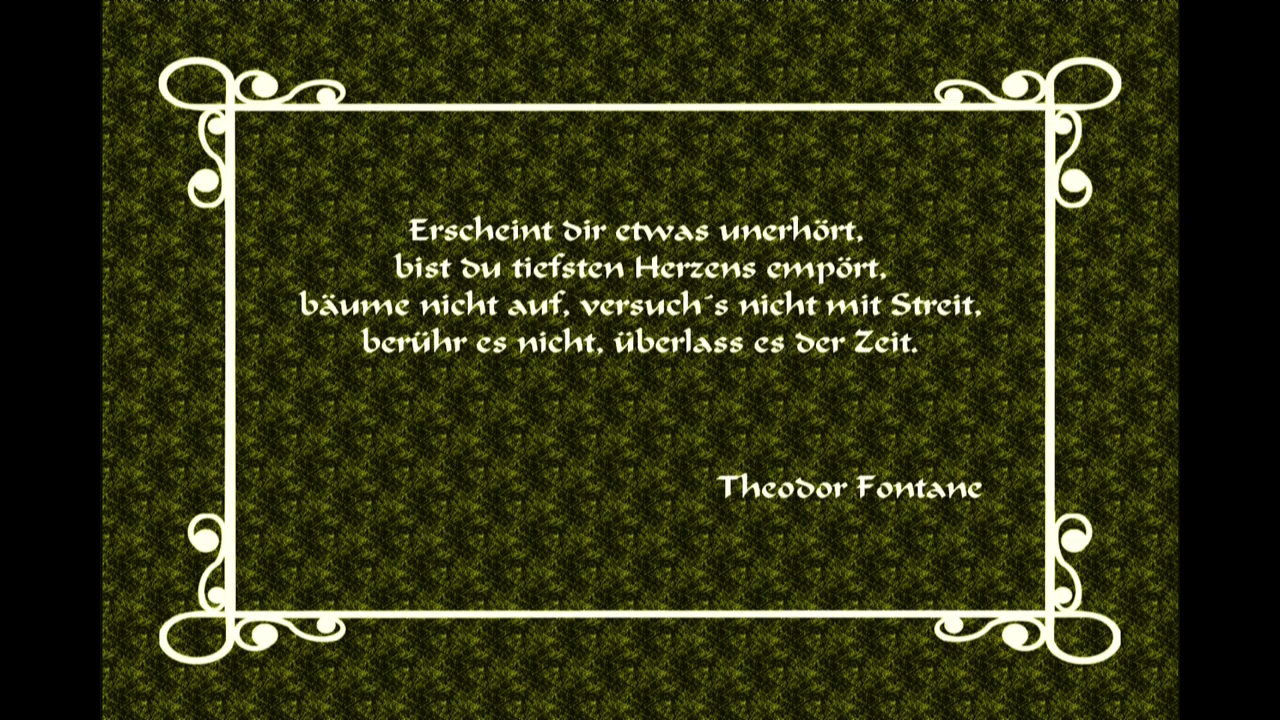 Erscheint dir etwas unerhört,
bist du tiefsten Herzens empört,
bäume nicht auf, versuch´s nicht mit Streit,
berühr es nicht, überlass es der Zeit.
Theodor Fontane